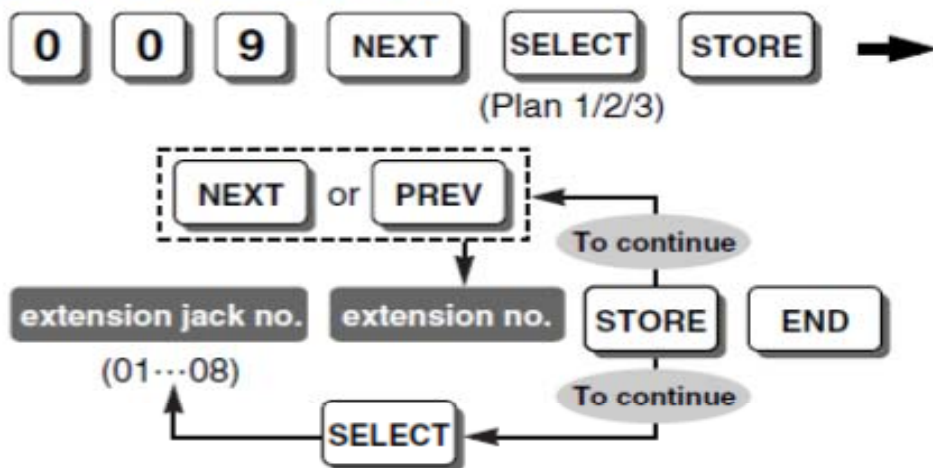 0 0 9 NEXT SELECT STORE
(Plan 1/2/3)
NEXT or PREV
To continue
extension jack no. extension no. STORE END
(01···08)
To continue
SELECT